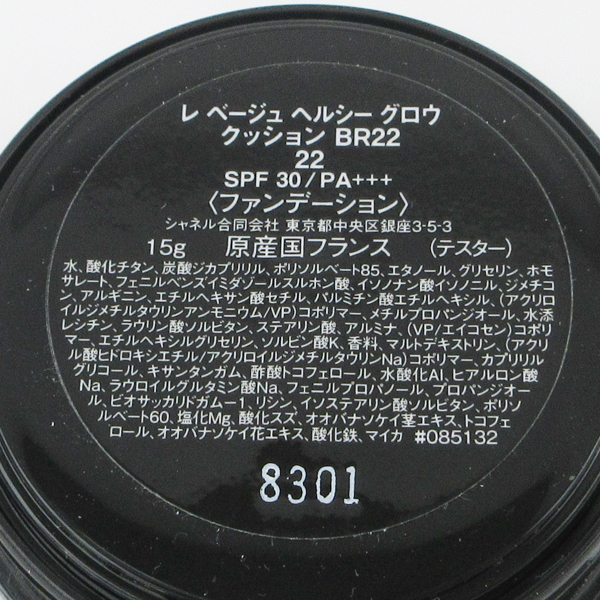 レ ベージュ ヘルシー グロウ
クッション BR22
22
SPF 30/PA+++
〈ファンデーション〉
シャネル合同会社 東京都中央区銀座3-5-3
15g 原産国フランス (テスター)
水、酸化チタン、炭酸ジカプリリル、ポリソルベート85、エタノール、グリセリン、ホモ
サレート、フェニルベンズイミダゾールスルホン酸、イソノナン酸イソノニル、ジメチコ
ン、アルギニン、エチルヘキサン酸セチル、パルミチン酸エチルヘキシル、(アクリロ
イルジメチルタウリンアンモニウム/VP)コポリマー、メチルプロパンジオール、水添
レシチン、ラウリン酸ソルビタン、ステアリン酸、アルミナ、(VP/エイコセン)コポリ
マー、エチルヘキシルグリセリン、ソルビン酸K、香料、マルトデキストリン、(アクリ
ル酸ヒドロキシエチル/アクリロイルジメチルタウリンNa)コポリマー、カプリリル
グリコール、キサンタンガム、酢酸トコフェロール、水酸化Al、ヒアルロン酸
Na、ラウロイルグルタミン酸Na、フェニルプロパノール、プロパンジオー
ル、ビオサッカリドガム-1、リシン、イソステアリン酸ソルビタン、ポリソ
ルベート60、塩化Mg、酸化スズ、オオバナソケイ茎エキス、トコフェ
ロール、オオバナソケイ花エキス、酸化鉄、マイカ #085132
8301